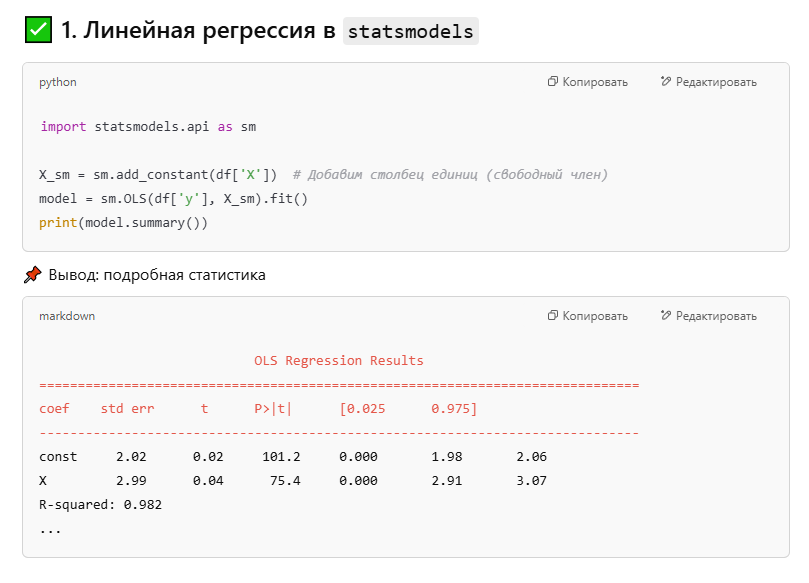 ✅ 1. Линейная регрессия в statsmodels
python
Копировать
Редактировать
import statsmodels.api as sm
X_sm = sm.add_constant(df['X'])  # Добавим столбец единиц (свободный член)
model = sm.OLS(df['y'], X_sm).fit()
print(model.summary())
📌 Вывод: подробная статистика
markdown
Копировать
Редактировать
OLS Regression Results
==============================================================================
coef    std err      t      P>|t|      [0.025      0.975]
------------------------------------------------------------------------------
const     2.02      0.02     101.2     0.000      1.98       2.06
X         2.99      0.04      75.4     0.000      2.91       3.07
R-squared: 0.982
...